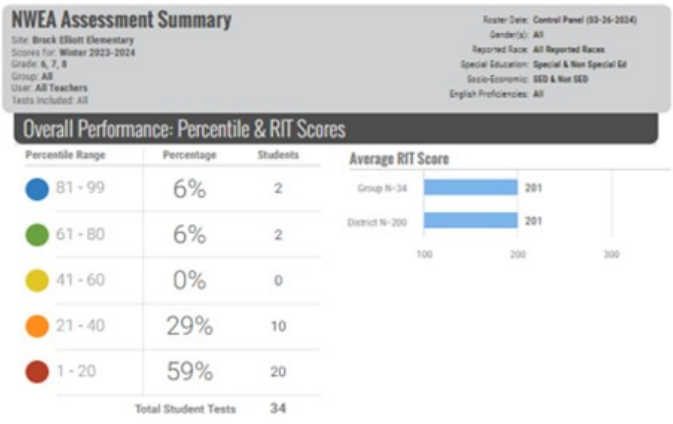 NWEA Assessment Summary
Site: Brock Elliott Elementary
Scores for: Winter 2023-2024
Grade: 6, 7, 8
Group: All
User: All Teachers
Tests Included: All
Roster Date: Control Panel (03-26-2024)
Gender(s): All
Reported Race: All Reported Races
Special Education: Special & Non Special Ed
Socio-Economic: SED & Not SED
English Proficiencies: All
Overall Performance: Percentile & RIT Scores
Percentile Range Percentage Students
81 - 99 6% 2
61 - 80 6% 2
41 - 60 0% 0
21 - 40 29% 10
1 - 20 59% 20
Total Student Tests 34
Average RIT Score
Group N=34 201
District N=200 201
100 200 300